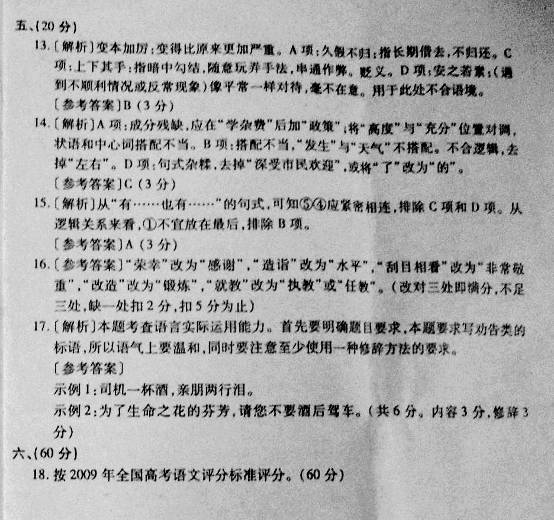 五、(20 分)
13.〔解析〕变本加厉:变得比原来更加严重。A 项:久假不归:指长期借去,不归还。C
项:上下其手:指暗中勾结,随意玩弄手法,串通作弊。贬义。D 项:安之若素:(遇
到不顺利情况或反常现象)像平常一样对待,毫不在意。用于此处不合语境。
〔参考答案〕B (3 分)
14.〔解析〕A 项:成分残缺,应在“学杂费”后加“政策”;将“高度”与“充分”位置对调,
状语和中心词搭配不当。B 项:搭配不当,“发生”与“天气”不搭配。不合逻辑,去
掉“左右”。D 项:句式杂糅,去掉“深受市民欢迎”,或将“了”改为“的”。
〔参考答案〕C (3 分)
15.〔解析〕从“有……也有……”的句式,可知⑤④应紧密相连,排除 C 项和 D 项。从
逻辑关系来看,①不宜放在最后,排除 B 项。
〔参考答案〕A (3 分)
16.〔参考答案〕“荣幸”改为“感谢”,“造诣”改为“水平”,“刮目相看”改为“非常敬
重”,“改造”改为“锻炼”,“就教”改为“执教”或“任教”。(改对三处即满分,不足
三处,缺一处扣 2 分,扣 5 分为止)
17.〔解析〕本题考查语言实际运用能力。首先要明确题目要求,本题要求写劝告类的
标语,所以语气上要温和,同时要注意至少使用一种修辞方法的要求。
〔参考答案〕
示例 1:司机一杯酒,亲朋两行泪。
示例 2:为了生命之花的芬芳,请您不要酒后驾车。(共 6 分。内容 3 分,修辞 3
分)
六、(60 分)
18. 按 2009 年全国高考语文评分标准评分。(60 分)